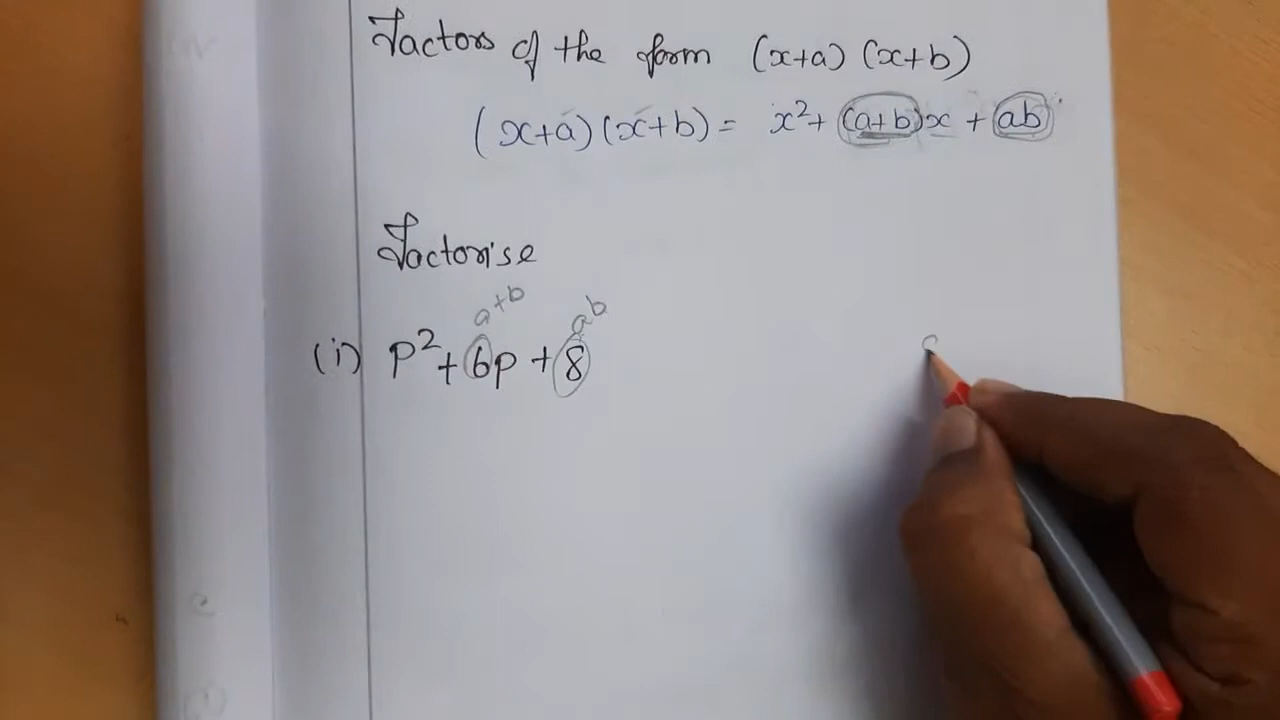 Factors of the form (x+a) (x+b)
(x+a)(x+b) = x²+ (a+b)x + ab
Factorise
a+b ab
(i) p²+6p+8